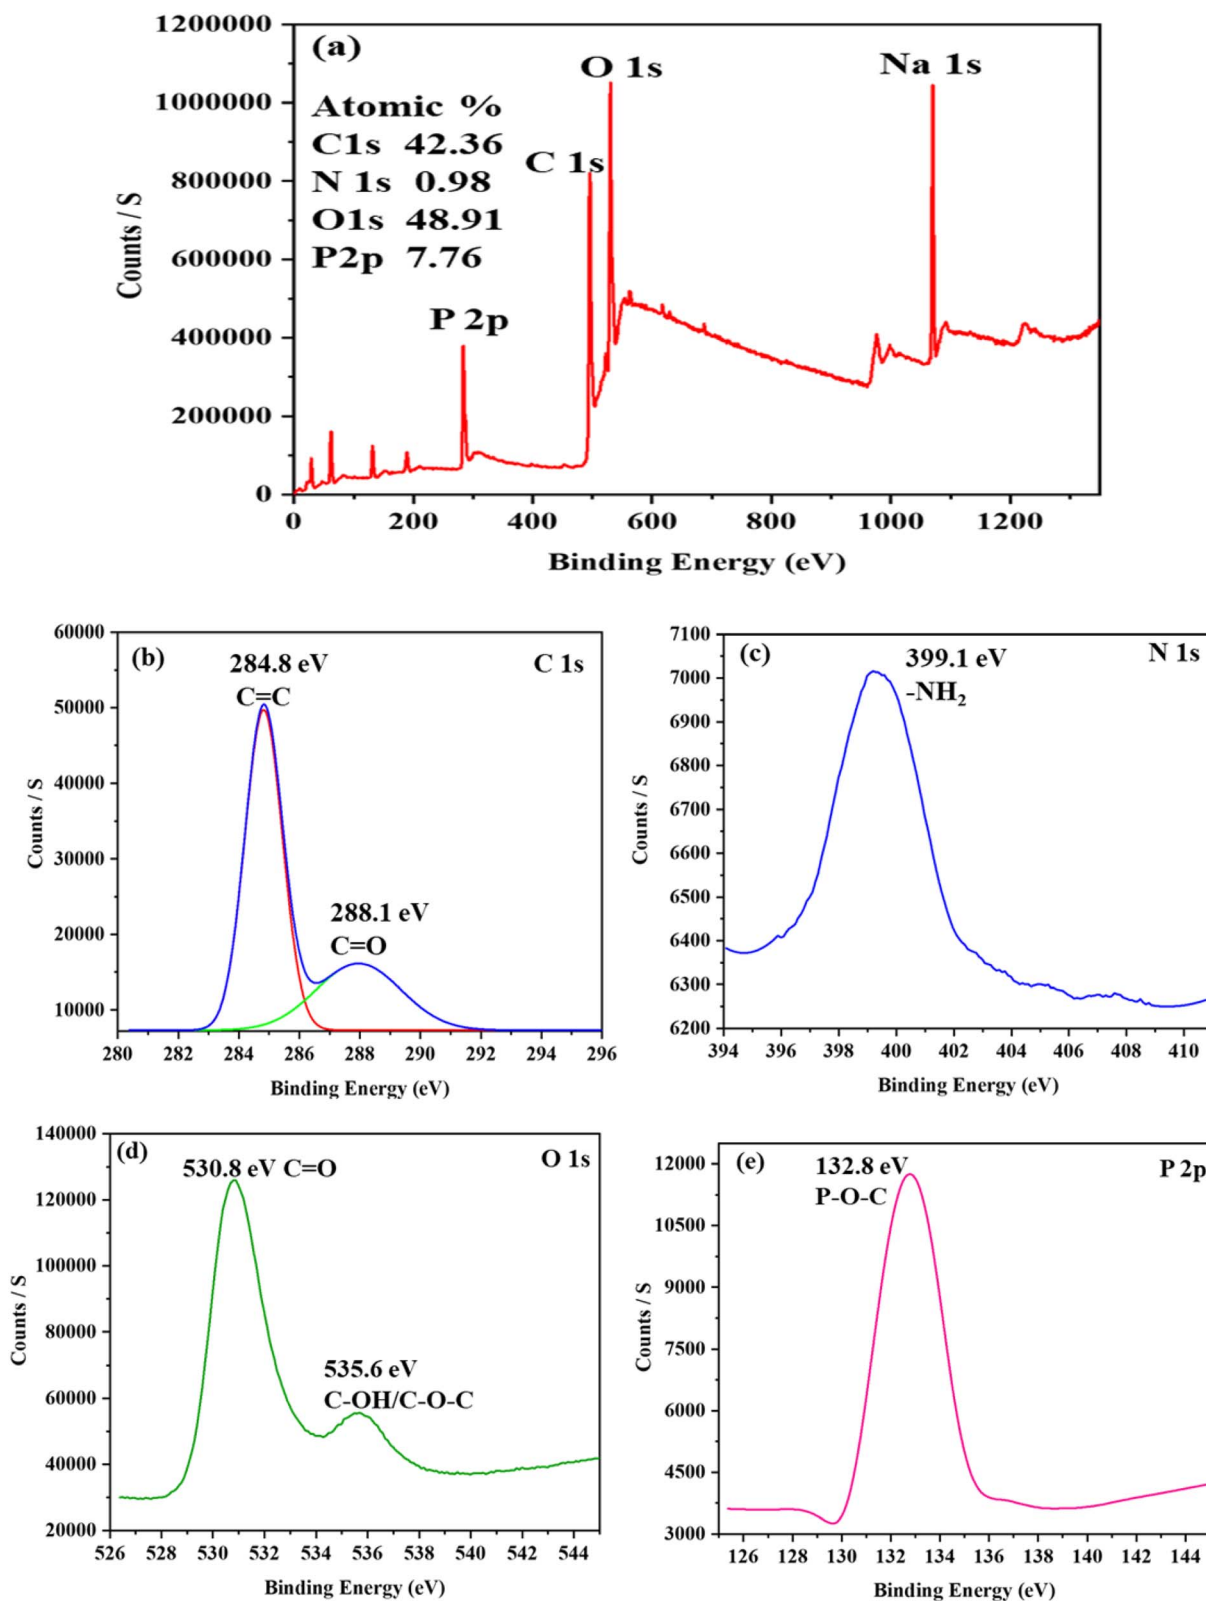 (a)
Atomic %
C1s 42.36
N 1s 0.98
O1s 48.91
P2p 7.76
P 2p
C 1s
O 1s
Na 1s
1200000
1000000
800000
600000
400000
200000
0
Counts / S
0 200 400 600 800 1000 1200
Binding Energy (eV)
(b)
C 1s
284.8 eV
C=C
288.1 eV
C=O
60000
50000
40000
30000
20000
10000
Counts / S
280 282 284 286 288 290 292 294 296
Binding Energy (eV)
(c)
N 1s
399.1 eV
-NH₂
7100
7000
6900
6800
6700
6600
6500
6400
6300
6200
Counts / S
394 396 398 400 402 404 406 408 410
Binding Energy (eV)
(d)
O 1s
530.8 eV C=O
535.6 eV
C-OH/C-O-C
140000
120000
100000
80000
60000
40000
20000
Counts / S
526 528 530 532 534 536 538 540 542 544
Binding Energy (eV)
(e)
P 2p
132.8 eV
P-O-C
12000
10500
9000
7500
6000
4500
3000
Counts / S
126 128 130 132 134 136 138 140 142 144
Binding Energy (eV)